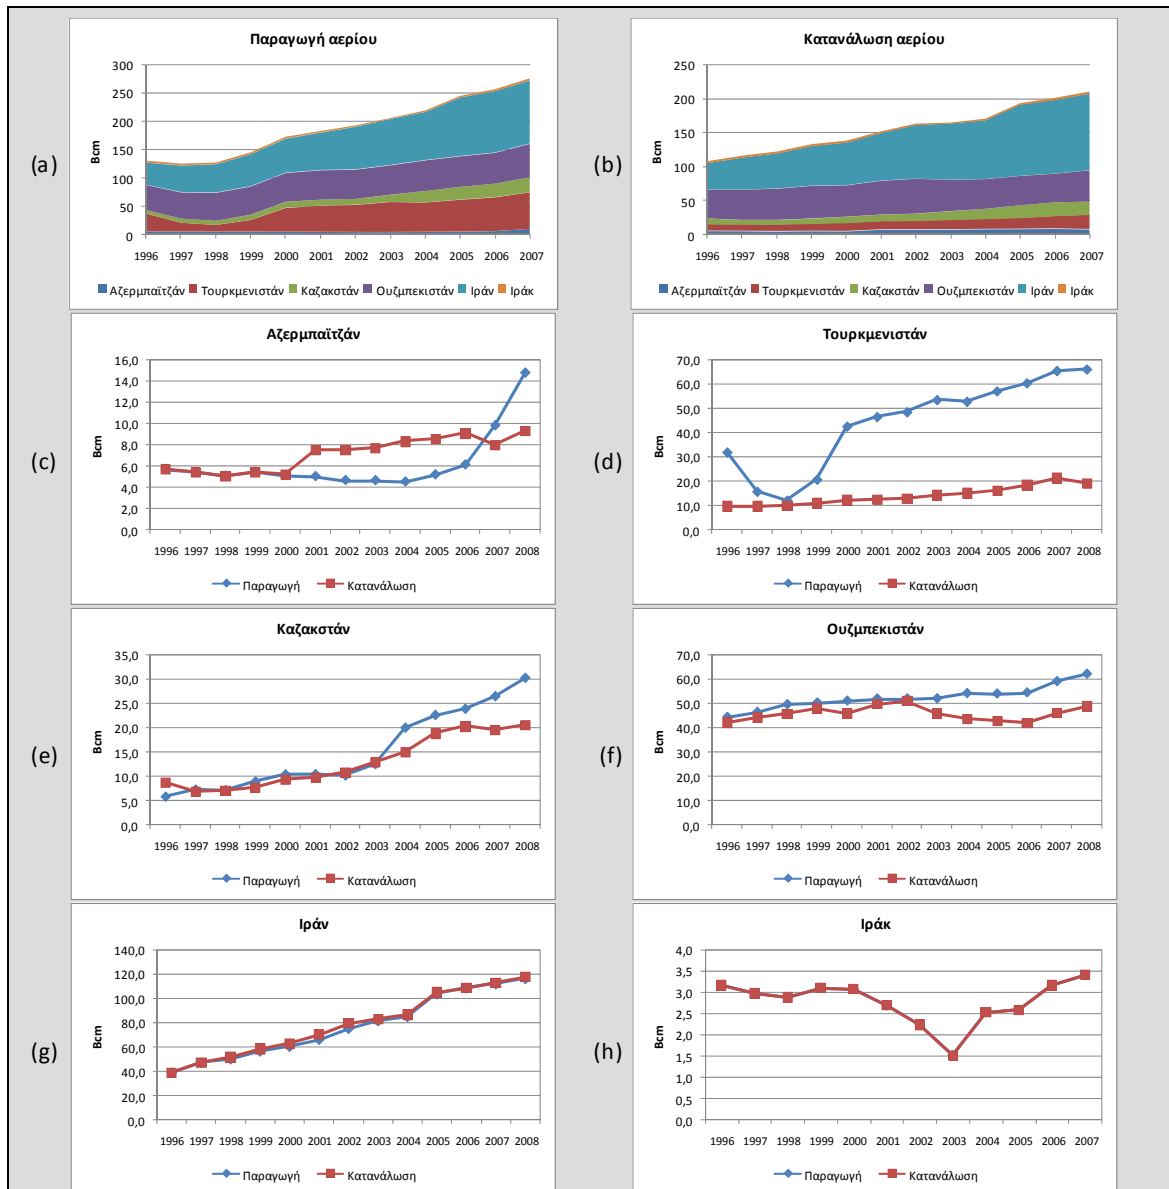 (a)
Παραγωγή αερίου
Bcm
300
250
200
150
100
50
0
1996 1997 1998 1999 2000 2001 2002 2003 2004 2005 2006 2007
Αζερμπαϊτζάν Τουρκμενιστάν Καζακστάν Ουζμπεκιστάν Ιράν Ιράκ
(b)
Κατανάλωση αερίου
Bcm
250
200
150
100
50
0
1996 1997 1998 1999 2000 2001 2002 2003 2004 2005 2006 2007
Αζερμπαϊτζάν Τουρκμενιστάν Καζακστάν Ουζμπεκιστάν Ιράν Ιράκ
(c)
Αζερμπαϊτζάν
Bcm
16,0
14,0
12,0
10,0
8,0
6,0
4,0
2,0
0,0
1996 1997 1998 1999 2000 2001 2002 2003 2004 2005 2006 2007 2008
Παραγωγή Κατανάλωση
(d)
Τουρκμενιστάν
Bcm
70,0
60,0
50,0
40,0
30,0
20,0
10,0
0,0
1996 1997 1998 1999 2000 2001 2002 2003 2004 2005 2006 2007 2008
Παραγωγή Κατανάλωση
(e)
Καζακστάν
Bcm
35,0
30,0
25,0
20,0
15,0
10,0
5,0
0,0
1996 1997 1998 1999 2000 2001 2002 2003 2004 2005 2006 2007 2008
Παραγωγή Κατανάλωση
(f)
Ουζμπεκιστάν
Bcm
70,0
60,0
50,0
40,0
30,0
20,0
10,0
0,0
1996 1997 1998 1999 2000 2001 2002 2003 2004 2005 2006 2007 2008
Παραγωγή Κατανάλωση
(g)
Ιράν
Bcm
140,0
120,0
100,0
80,0
60,0
40,0
20,0
0,0
1996 1997 1998 1999 2000 2001 2002 2003 2004 2005 2006 2007 2008
Παραγωγή Κατανάλωση
(h)
Ιράκ
Bcm
4,0
3,5
3,0
2,5
2,0
1,5
1,0
0,5
0,0
1996 1997 1998 1999 2000 2001 2002 2003 2004 2005 2006 2007
Παραγωγή Κατανάλωση